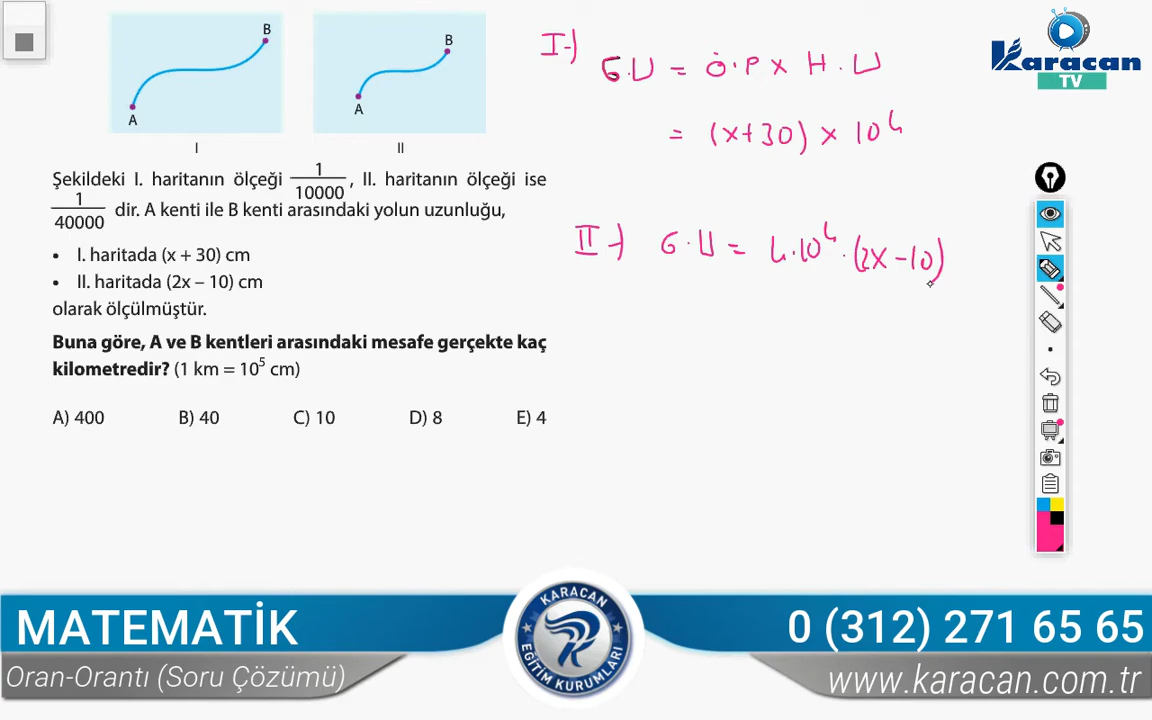 B
A
I
B
A
II
Şekildeki I. haritanın ölçeği 1/10000, II. haritanın ölçeği ise
1/40000 dir. A kenti ile B kenti arasındaki yolun uzunluğu,
• I. haritada (x + 30) cm
• II. haritada (2x – 10) cm
olarak ölçülmüştür.
Buna göre, A ve B kentleri arasındaki mesafe gerçekte kaç
kilometredir? (1 km = 10⁵ cm)
A) 400 B) 40 C) 10 D) 8 E) 4
I-) G.U = Ö.P x H.U
= (x+30) x 10⁴
II-) G.U = 4.10⁴.(2x-10)
Karacan
TV
MATEMATİK
Oran-Orantı (Soru Çözümü)
KARACAN
EĞİTİM KURUMLARI
0 (312) 271 65 65
www.karacan.com.tr